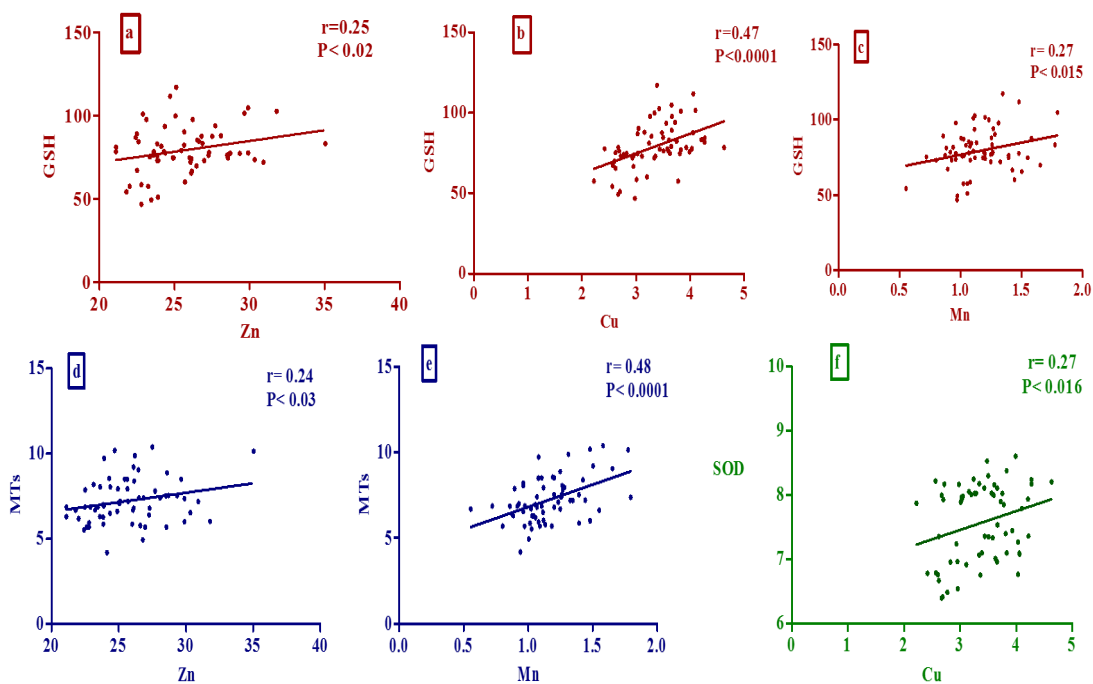 a
r=0.25
P< 0.02
150
100
50
0
GSH
20
25
30
35
40
Zn
b
r=0.47
P<0.0001
150
100
50
0
GSH
0
1
2
3
4
5
Cu
c
r= 0.27
P< 0.015
150
100
50
0
GSH
0.0
0.5
1.0
1.5
2.0
Mn
d
r= 0.24
P< 0.03
15
10
5
0
MTs
20
25
30
35
40
Zn
e
r= 0.48
P< 0.0001
15
10
5
0
MTs
0.0
0.5
1.0
1.5
2.0
Mn
f
r= 0.27
P< 0.016
10
9
8
7
6
SOD
0
1
2
3
4
5
Cu